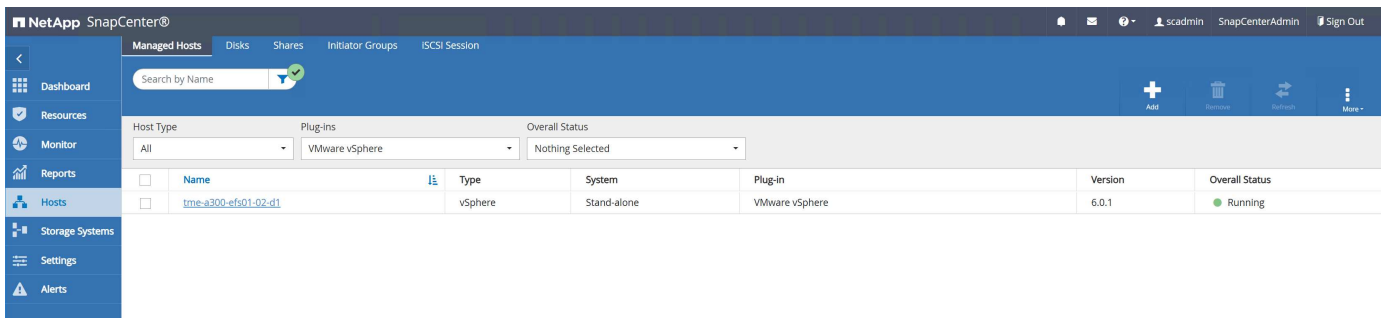 NetApp SnapCenter® scadmin SnapCenterAdmin Sign Out
Managed Hosts Disks Shares Initiator Groups iSCSI Session
Search by Name
Dashboard
Resources
Monitor
Reports
Hosts
Storage Systems
Settings
Alerts
Add Remove Refresh More
Host Type Plug-ins Overall Status
All VMware vSphere Nothing Selected
Name Type System Plug-in Version Overall Status
tme-a300-efs01-02-d1 vSphere Stand-alone VMware vSphere 6.0.1 Running